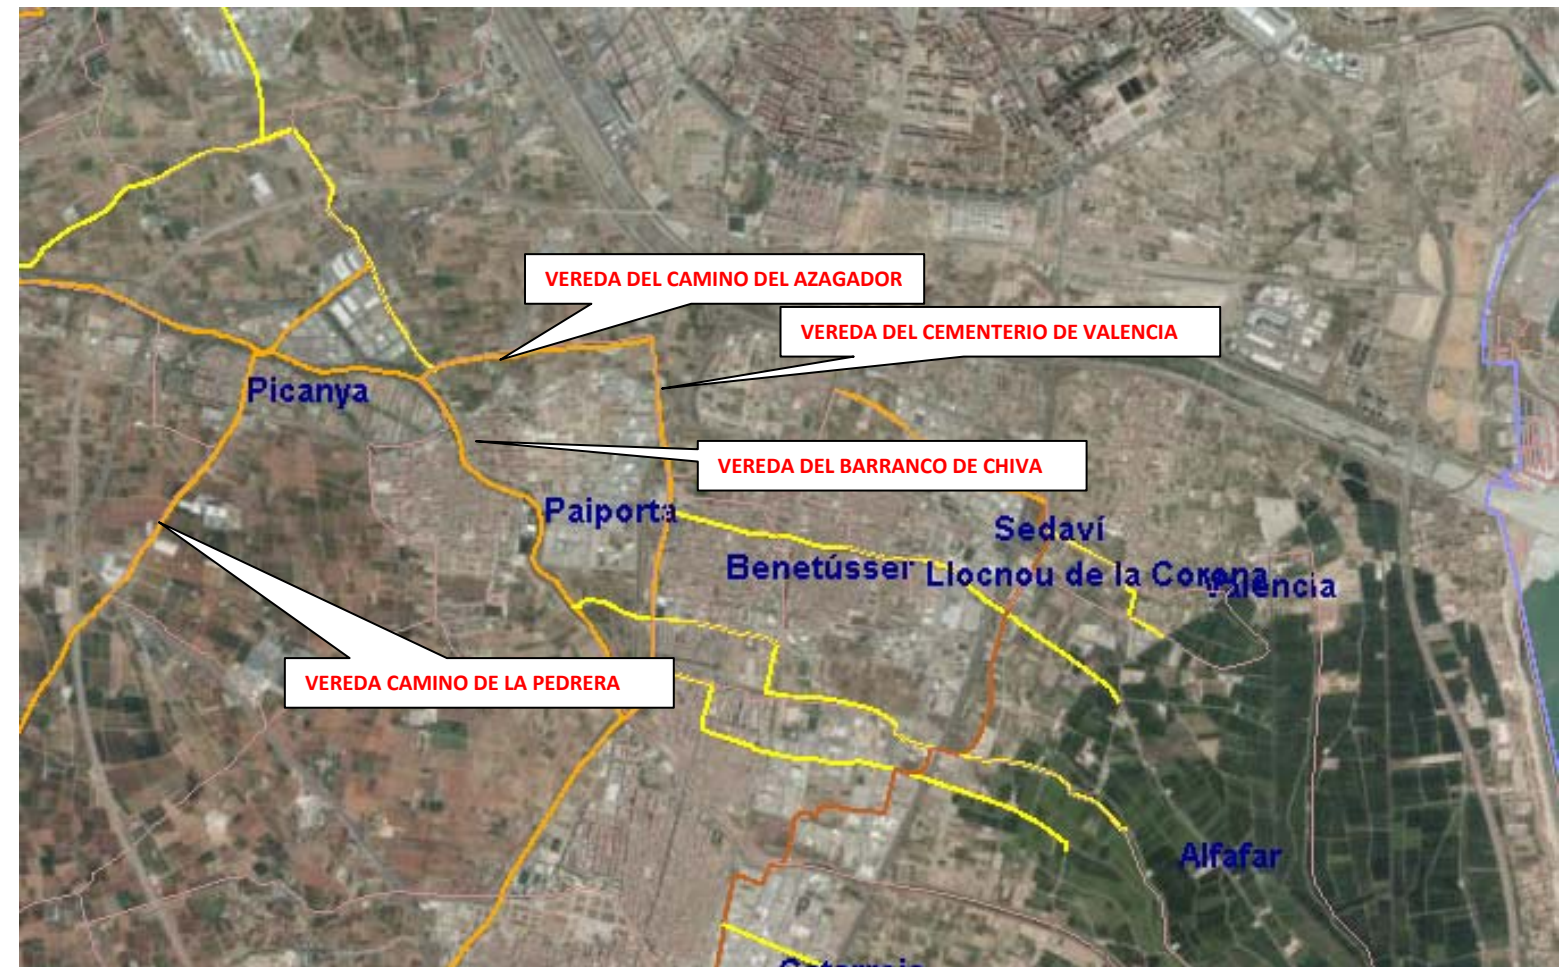 VEREDA DEL CAMINO DEL AZAGADOR
VEREDA DEL CEMENTERIO DE VALENCIA
Picanya
VEREDA DEL BARRANCO DE CHIVA
Paiporta
Sedaví
Benetússer
Llocnou de la Corona
Valencia
VEREDA CAMINO DE LA PEDRERA
Alfafar
Catarroja